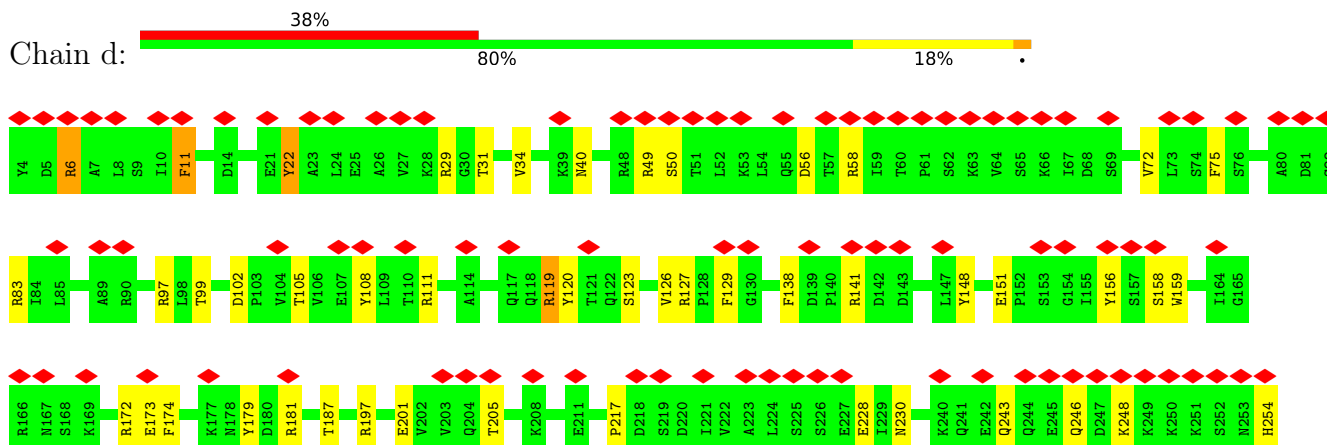 38%
Chain d:
80% 18% •
Y4 D5 R6 A7 L8 S9 I10 F11 D14 E21 Y22 A23 L24 E25 A26 V27 K28 R29 G30 T31 V34 K39 N40 R48 R49 S50 T51 L52 K53 L54 Q55 D56 T57 R58 I59 T60 P61 S62 K63 V64 S65 K66 I67 D68 S69 V72 L73 S74 F75 S76 A80 D81
R83 I84 L85 A89 R90 R97 L98 T99 D102 P103 V104 T105 V106 E107 Y108 L109 T110 R111 A114 Q117 Q118 R119 Y120 T121 Q122 S123 V126 R127 P128 F129 G130 F138 D139 P140 R141 D142 D143 L147 Y148 E151 P152 S153 G154 I155 Y156 S157 S158 W159 I164 G165
R166 N167 S168 K169 R172 E173 F174 K177 N178 Y179 D180 R181 T187 R197 E201 V202 V203 Q204 T205 K208 E211 P217 D218 S219 D220 I221 V222 A223 L224 S225 S226 E227 E228 I229 N230 K240 Q241 E242 Q243 Q244 E245 Q246 D247 K248 K249 K250 K251 S252 N253 H254